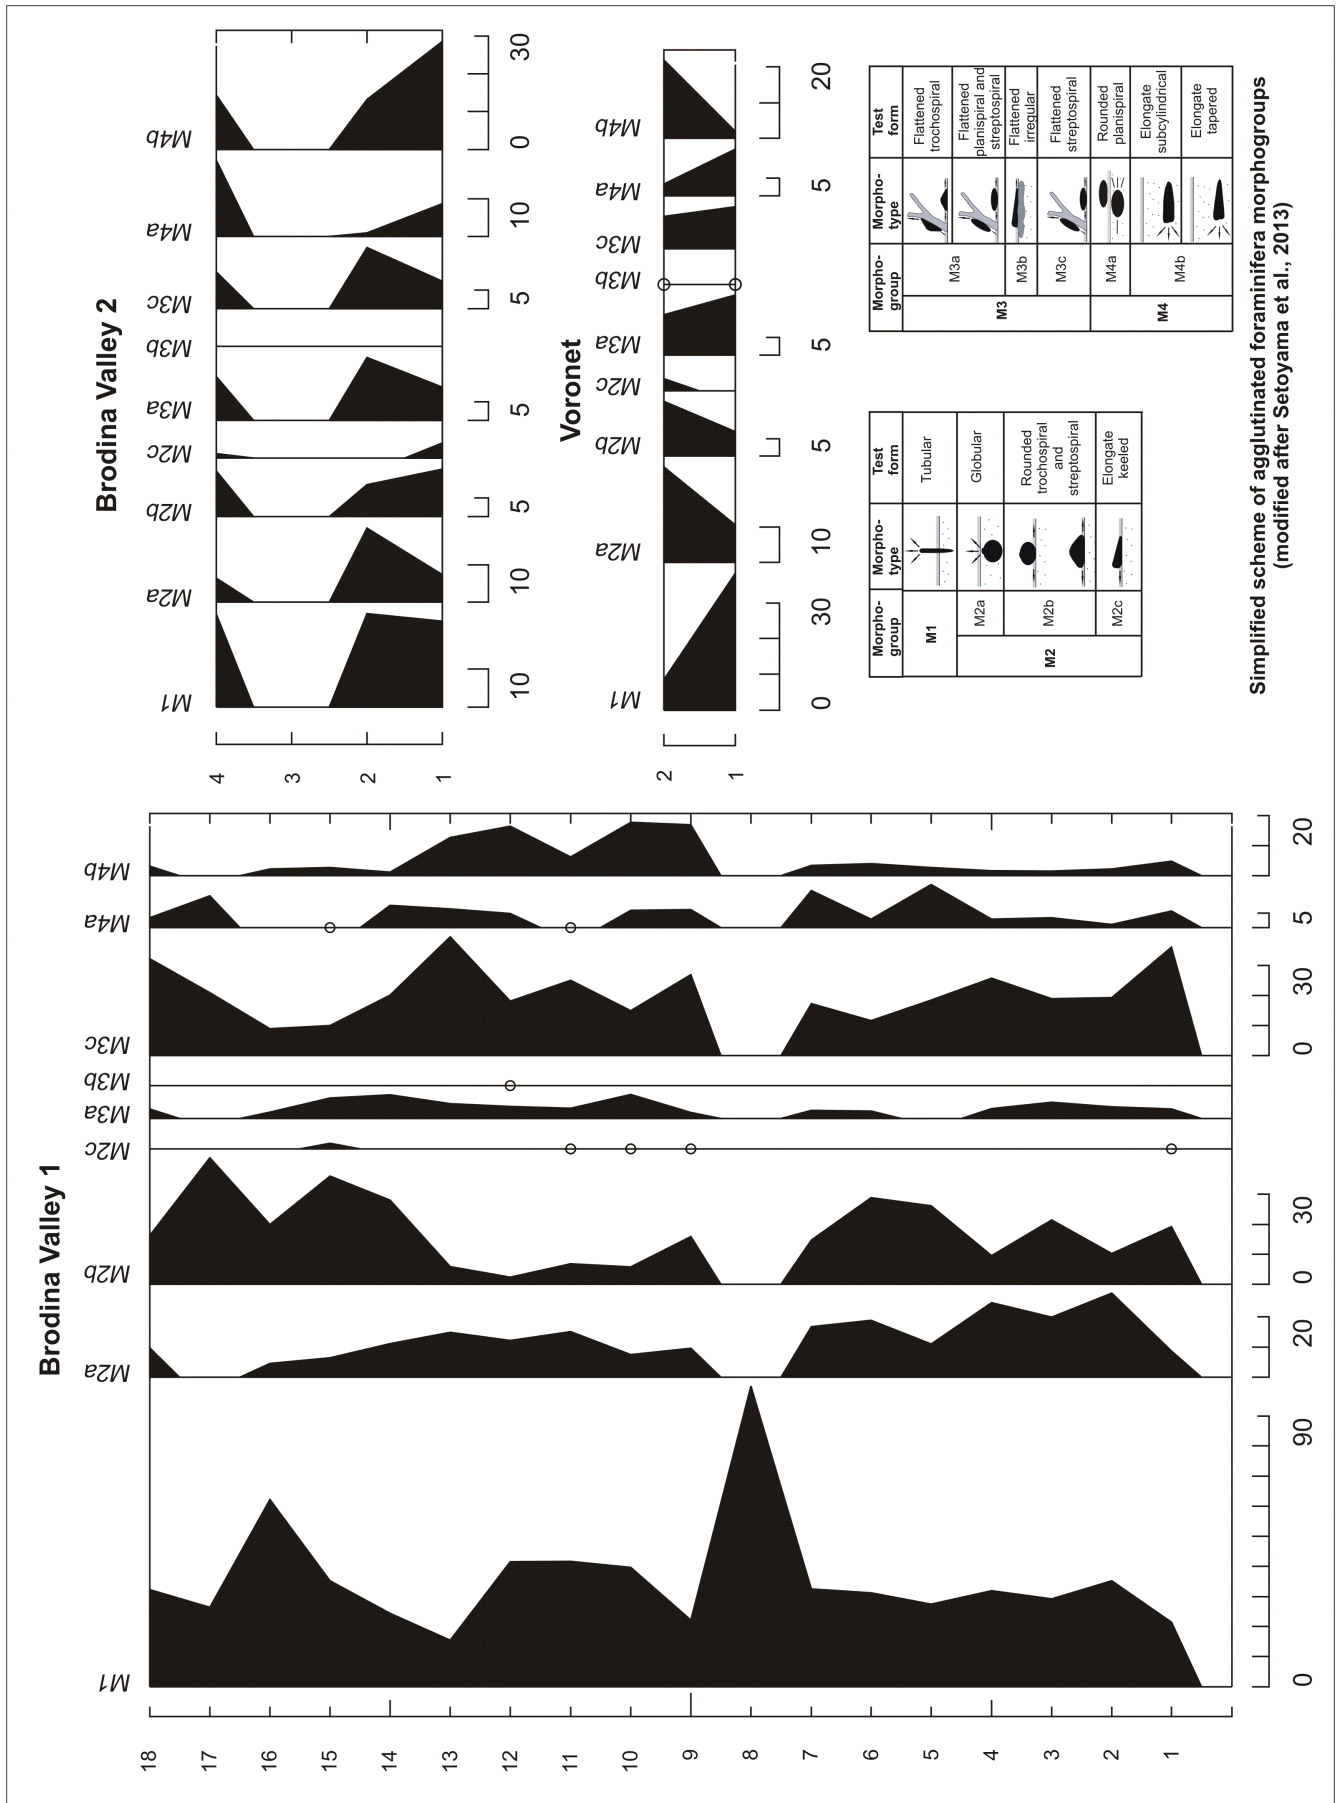 Brodina Valley 1
M1
M2a
M2b
M2c
M3a
M3b
M3c
M4a
M4b
18
17
16
15
14
13
12
11
10
9
8
7
6
5
4
3
2
1
0
90
20
0
30
0
30
5
20
Brodina Valley 2
M1
M2a
M2b
M2c
M3a
M3b
M3c
M4a
M4b
4
3
2
1
10
10
5
5
5
10
0
30
Voronet
M1
M2a
M2b
M2c
M3a
M3b
M3c
M4a
M4b
2
1
0
30
10
5
5
5
20
Morpho-
group
Morpho-
type
Test
form
M1
Tubular
M2
M2a
Globular
M2b
Rounded
trochospiral
and
streptospiral
M2c
Elongate
keeled
Morpho-
group
Morpho-
type
Test
form
M3
M3a
Flattened
trochospiral
Flattened
planispiral and
streptospiral
M3b
Flattened
irregular
M3c
Flattened
streptospiral
M4
M4a
Rounded
planispiral
M4b
Elongate
subcylindrical
Elongate
tapered
Simplified scheme of agglutinated foraminifera morphogroups
(modified after Setoyama et al., 2013)